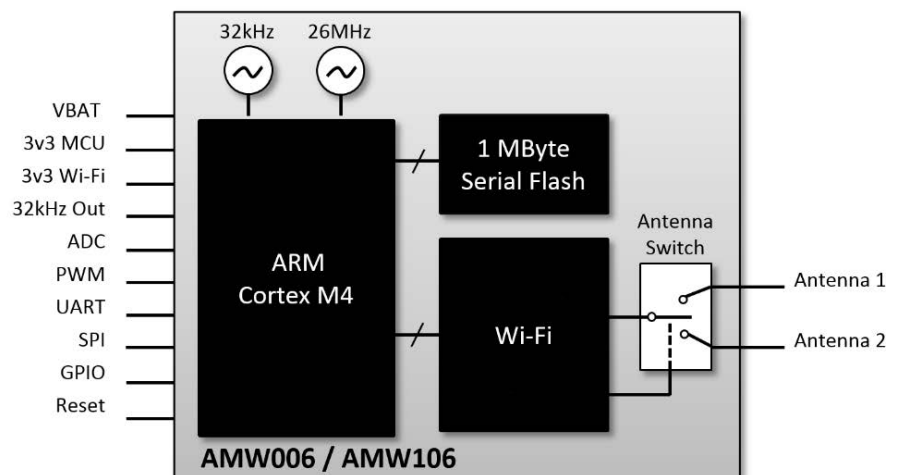 32kHz
26MHz
VBAT
3v3 MCU
3v3 Wi-Fi
32kHz Out
ADC
PWM
UART
SPI
GPIO
Reset
ARM
Cortex M4
1 MByte
Serial Flash
Wi-Fi
Antenna
Switch
Antenna 1
Antenna 2
AMW006 / AMW106